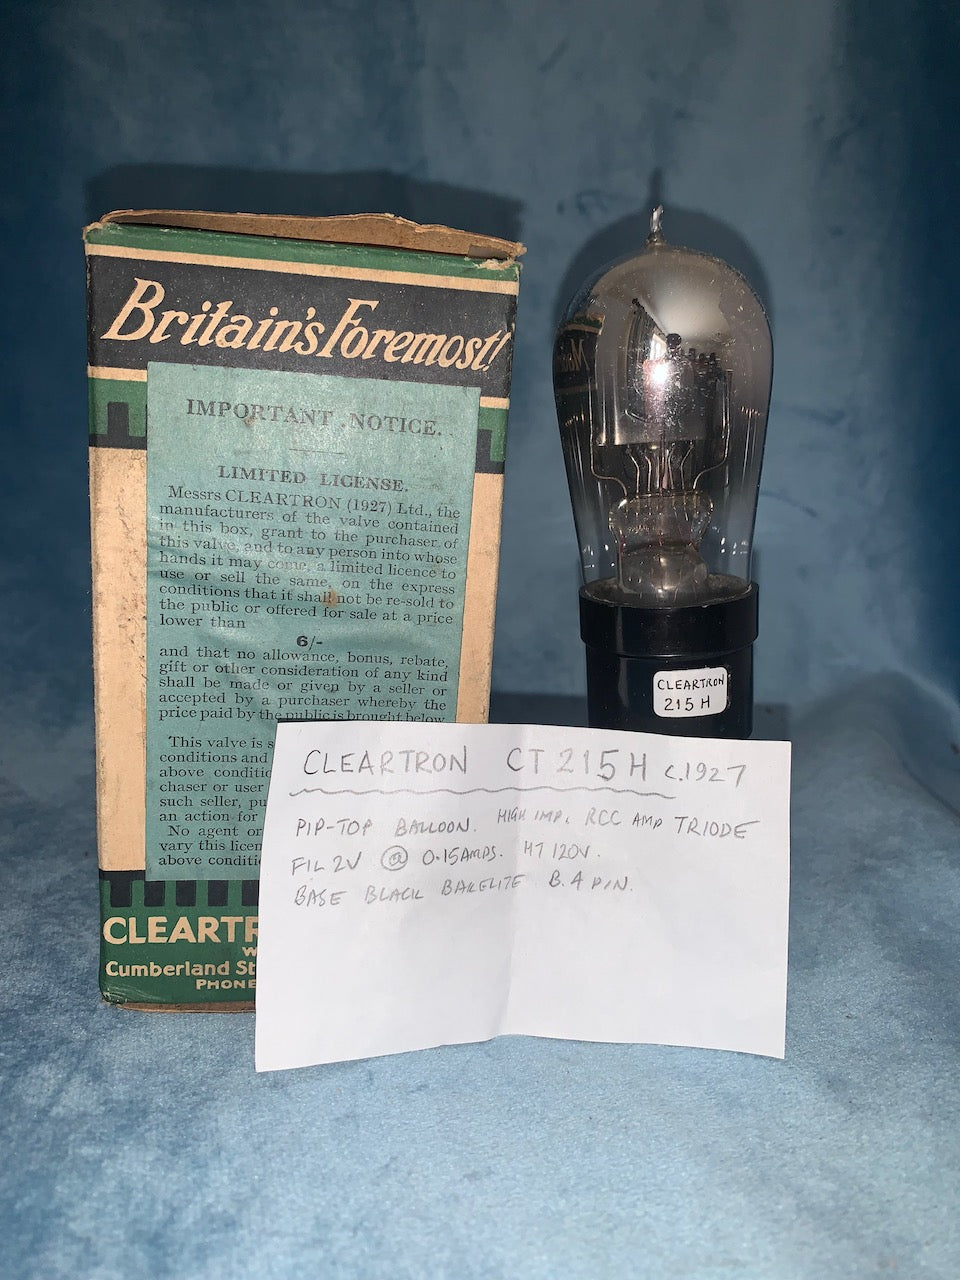 Britain's Foremost!
IMPORTANT NOTICE.
LIMITED LICENSE.
Messrs CLEARTRON (1927) Ltd., the
manufacturers of the valve contained
in this box, grant to the purchaser of
this valve, and to any person into whose
hands it may come, a limited licence to
use or sell the same, on the express
conditions that it shall not be re-sold to
the public or offered for sale at a price
lower than
6/-
and that no allowance, bonus, rebate,
gift or other consideration of any kind
shall be made or given by a seller or
accepted by a purchaser whereby the
price paid by the public is brought below
This valve is
conditions and
above conditio
chaser or user
such seller, pu
an action for
No agent or
vary this licen
above conditi
CLEARTR
Cumberland St
PHONE
CLEARTRON
215 H
CLEARTRON CT 215H c.1927
PIP-TOP BALLOON. HIGH IMP. RCC AMP TRIODE
FIL 2V @ 0.15AMPS. HT 120V.
BASE BLACK BAKELITE B.4 PIN.